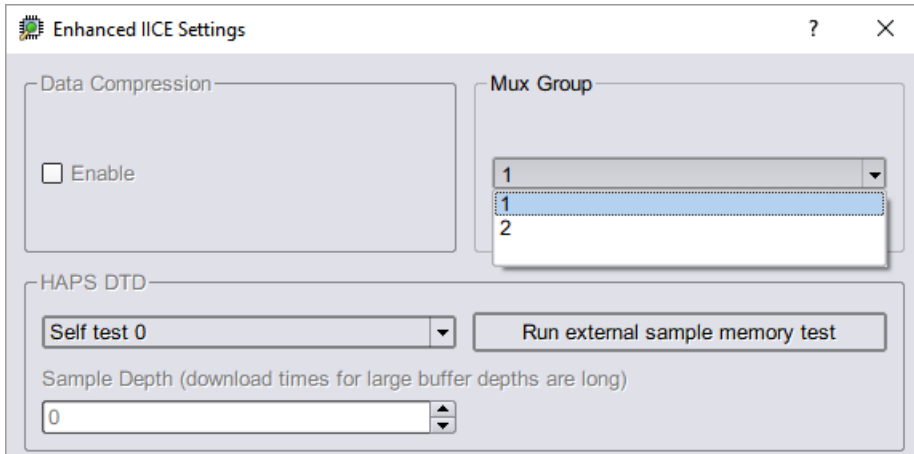 Enhanced IICE Settings
?
Data Compression
Mux Group
Enable
1
1
2
HAPS DTD
Self test 0
Run external sample memory test
Sample Depth (download times for large buffer depths are long)
0